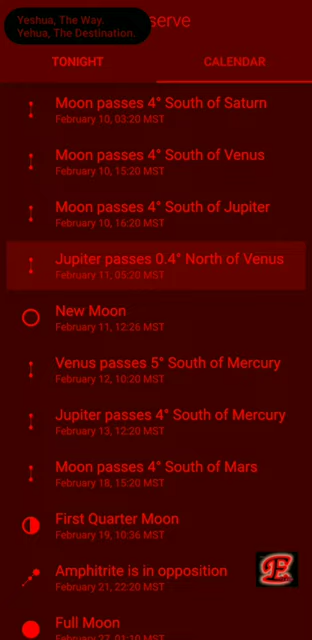 Yeshua, The Way.
Yehua, The Destination.
serve
TONIGHT
CALENDAR
Moon passes 4° South of Saturn
February 10, 03:20 MST
Moon passes 4° South of Venus
February 10, 15:20 MST
Moon passes 4° South of Jupiter
February 10, 16:20 MST
Jupiter passes 0.4° North of Venus
February 11, 05:20 MST
New Moon
February 11, 12:26 MST
Venus passes 5° South of Mercury
February 12, 10:20 MST
Jupiter passes 4° South of Mercury
February 13, 12:20 MST
Moon passes 4° South of Mars
February 18, 15:20 MST
First Quarter Moon
February 19, 10:36 MST
Amphitrite is in opposition
February 21, 22:20 MST
Full Moon
February 27, 01:10 MST